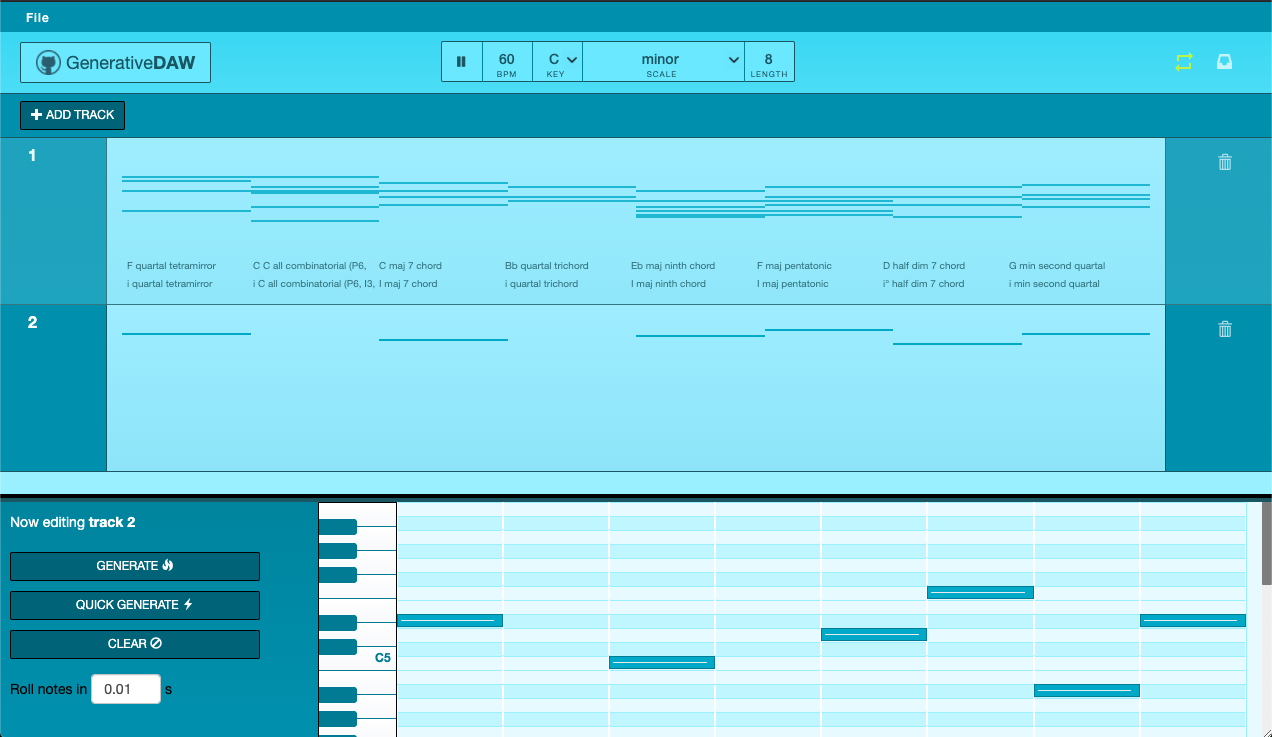 File
GenerativeDAW
60
BPM
C
KEY
minor
SCALE
8
LENGTH
ADD TRACK
1
F quartal tetramirror C C all combinatorial (P6, C maj 7 chord Bb quartal trichord Eb maj ninth chord F maj pentatonic D half dim 7 chord G min second quartal
i quartal tetramirror i C all combinatorial (P6, I3, I maj 7 chord i quartal trichord I maj ninth chord I maj pentatonic i° half dim 7 chord i min second quartal
2
Now editing track 2
GENERATE
QUICK GENERATE
CLEAR
Roll notes in 0.01 s
C5